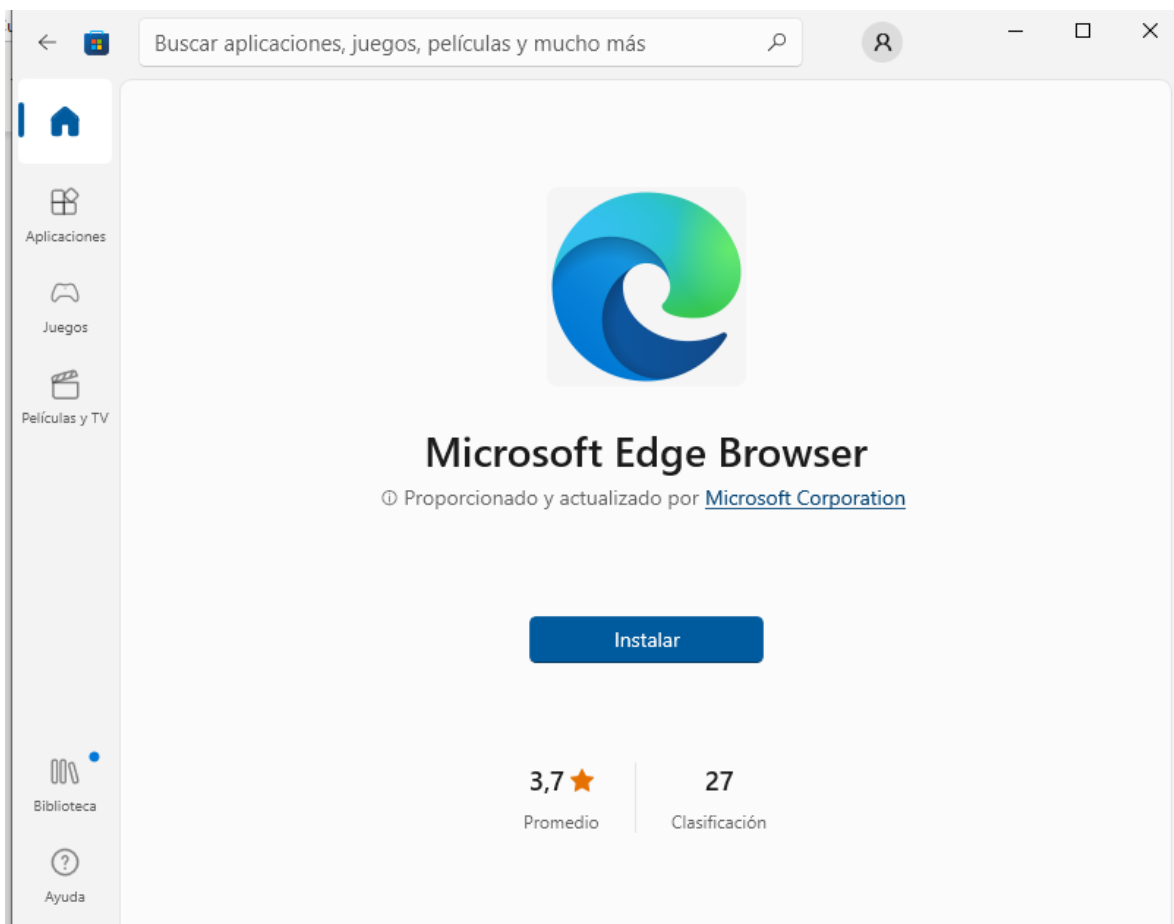 Buscar aplicaciones, juegos, películas y mucho más
Aplicaciones
Juegos
Películas y TV
Microsoft Edge Browser
Proporcionado y actualizado por Microsoft Corporation
Instalar
3,7
27
Promedio
Clasificación
Biblioteca
Ayuda